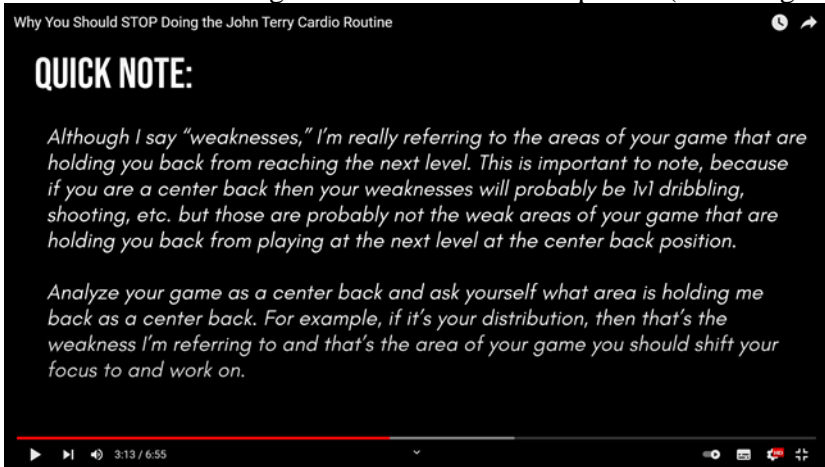 Why You Should STOP Doing the John Terry Cardio Routine
QUICK NOTE:
Although I say “weaknesses,” I’m really referring to the areas of your game that are
holding you back from reaching the next level. This is important to note, because
if you are a center back then your weaknesses will probably be 1v1 dribbling,
shooting, etc. but those are probably not the weak areas of your game that are
holding you back from playing at the next level at the center back position.
Analyze your game as a center back and ask yourself what area is holding me
back as a center back. For example, if it’s your distribution, then that’s the
weakness I’m referring to and that’s the area of your game you should shift your
focus to and work on.
3:13 / 6:55
HD